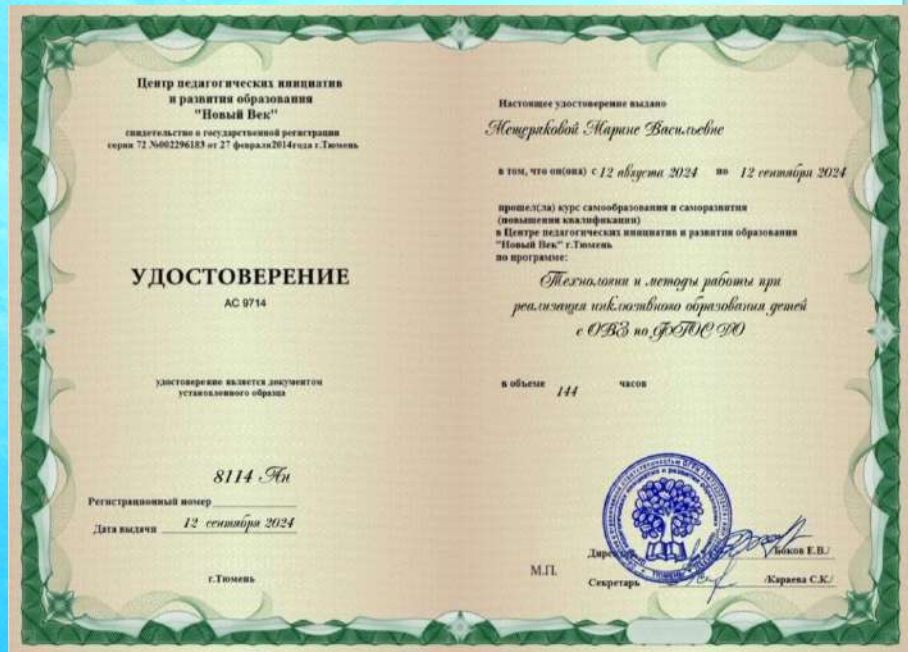 Центр педагогических инициатив
и развития образования
"Новый Век"
свидетельство о государственной регистрации
серия 72 №002296183 от 27 февраля2014года г.Тюмень
УДОСТОВЕРЕНИЕ
АС 9714
удостоверение является документом
установленного образца
8114 Ан
Регистрационный номер
Дата выдачи 12 сентября 2024
г.Тюмень
Настоящее удостоверение выдано
Мещеряковой Марине Васильевне
в том, что он(она) с 12 августа 2024 по 12 сентября 2024
прошел(ла) курс самообразования и саморазвития
(повышения квалификации)
в Центре педагогических инициатив и развития образования
"Новый Век" г.Тюмень
по программе:
Технологии и методы работы при
реализация инклюзивного образования детей
с ОВЗ по ФГОС ДО
в объеме 144 часов
М.П.
Директор /Боков Е.В./
Секретарь /Караева С.К./